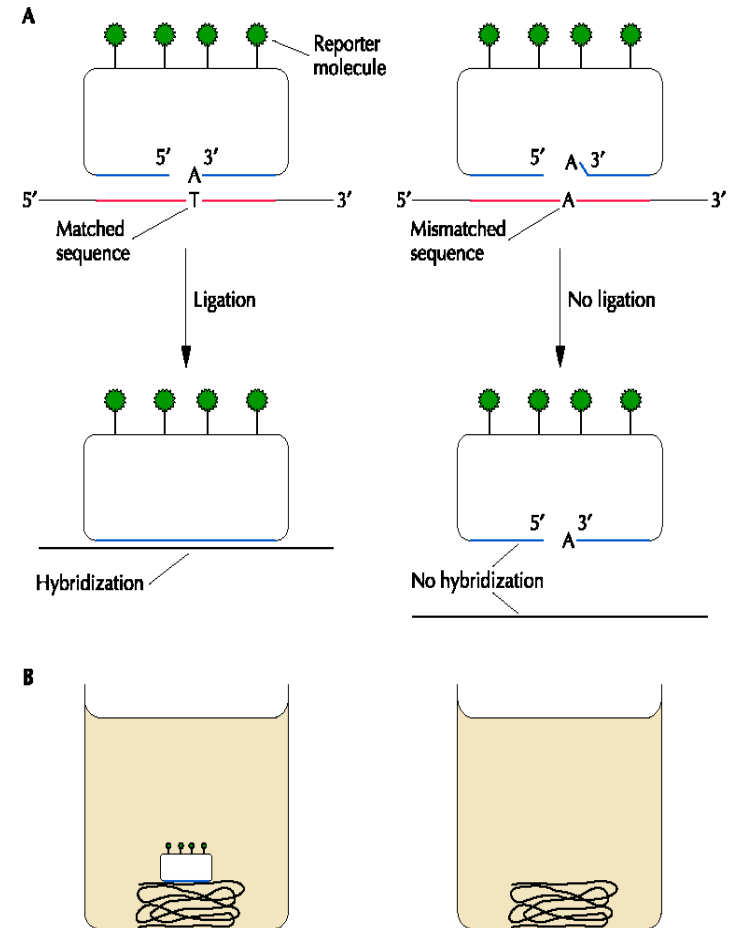 A
Reporter
molecule
5′ 3′
A
5′ T 3′
Matched
sequence
Ligation
Hybridization
5′ A 3′
5′ A 3′
Mismatched
sequence
No ligation
5′ 3′
A
No hybridization
B